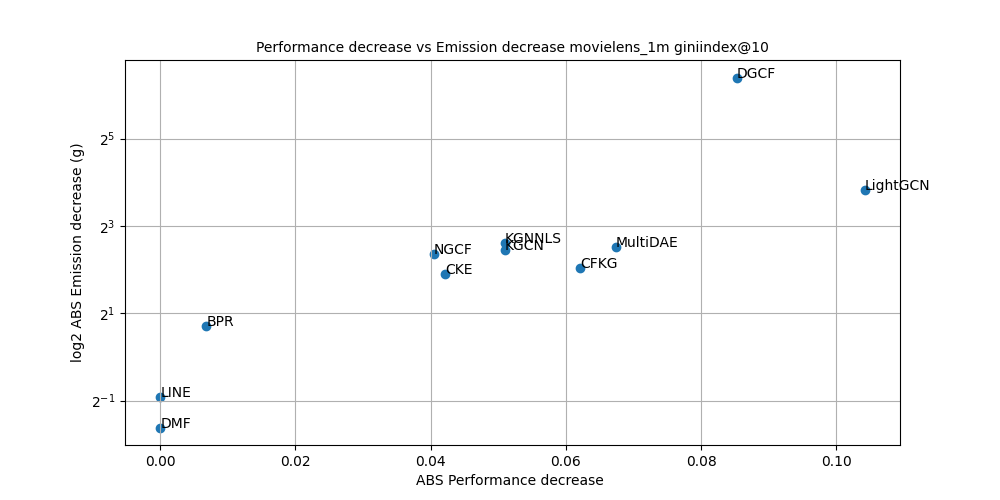 Performance decrease vs Emission decrease movielens_1m giniindex@10
log2 ABS Emission decrease (g)
2^5
2^3
2^1
2^−1
DGCF
LightGCN
KGNNLS
KGCN
MultiDAE
NGCF
CFKG
CKE
BPR
LINE
DMF
0.00 0.02 0.04 0.06 0.08 0.10
ABS Performance decrease